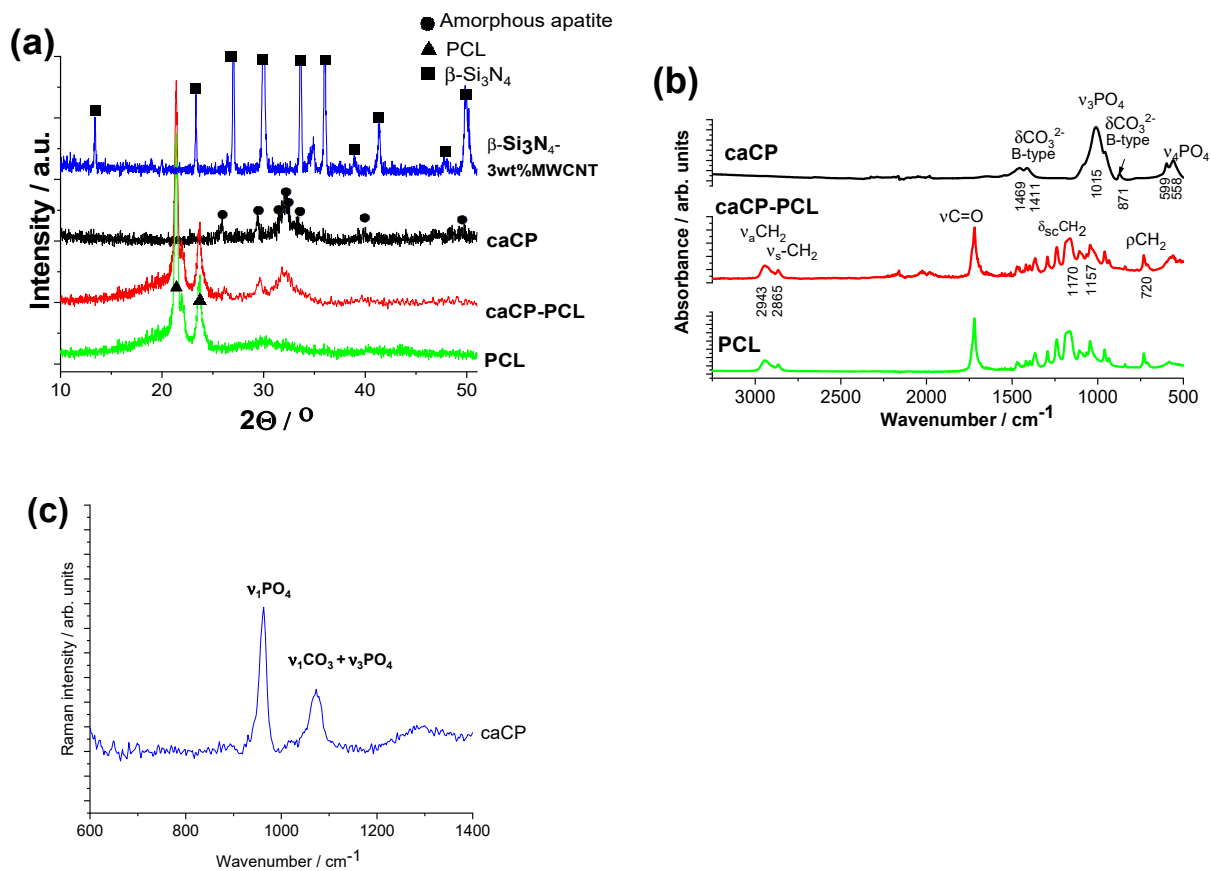 (a)
● Amorphous apatite
▲ PCL
■ β-Si₃N₄
Intensity / a.u.
β-Si₃N₄-
3wt%MWCNT
caCP
caCP-PCL
PCL
10 20 30 40 50
2Θ / °
(b)
ν₃PO₄
δCO₃²⁻
B-type
δCO₃²⁻
B-type
ν₄PO₄
caCP
1469
1411
1015
871
599
558
caCP-PCL
νₐCH₂
νₛ-CH₂
νC=O
δscCH₂
ρCH₂
2943
2865
1170
1157
720
PCL
Absorbance / arb. units
3000 2500 2000 1500 1000 500
Wavenumber / cm⁻¹
(c)
Raman intensity / arb. units
ν₁PO₄
ν₁CO₃ + ν₃PO₄
caCP
600 800 1000 1200 1400
Wavenumber / cm⁻¹